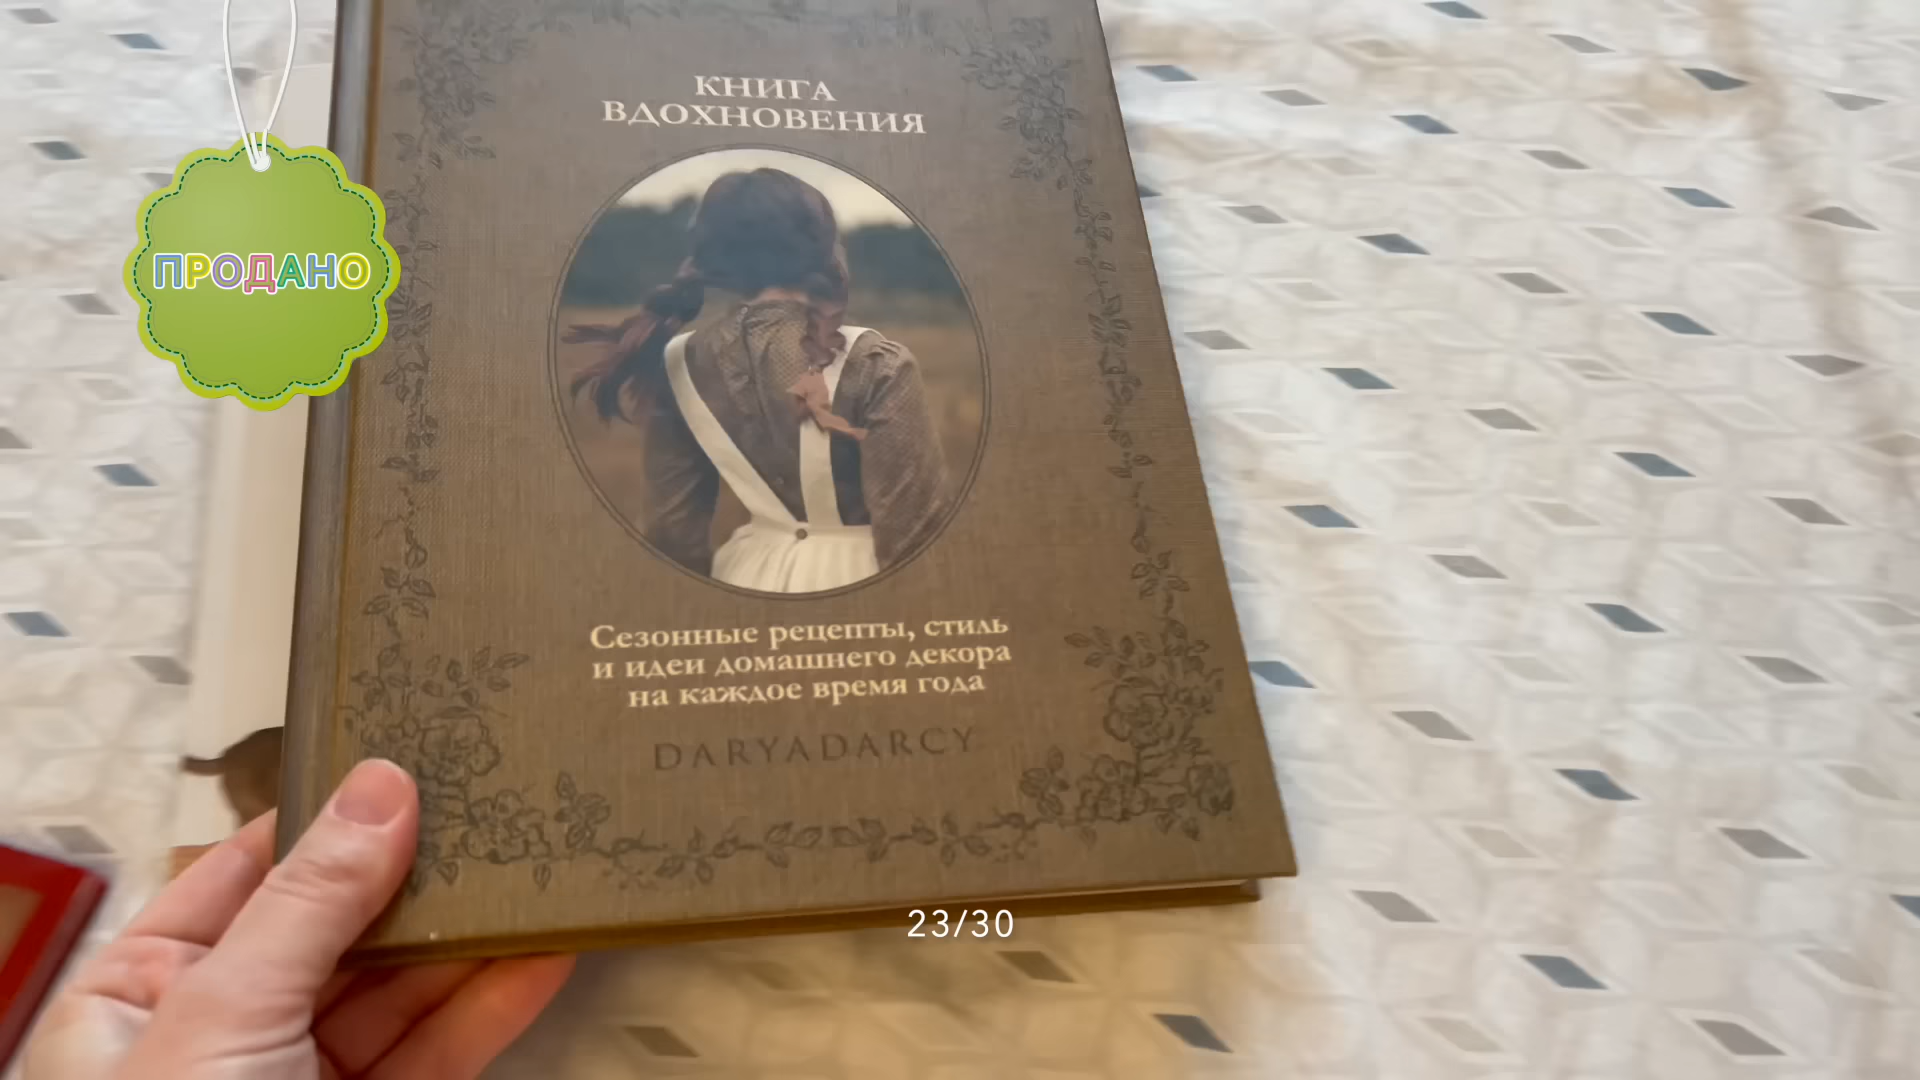 КНИГА
ВДОХНОВЕНИЯ
ПРОДАНО
Сезонные рецепты, стиль
и идеи домашнего декора
на каждое время года
DARYADARCY
23/30